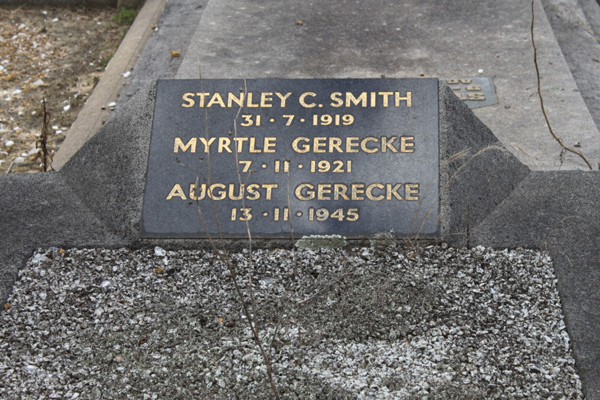 STANLEY C. SMITH
31 · 7 · 1919
MYRTLE GERECKE
7 · 11 · 1921
AUGUST GERECKE
13 · 11 · 1945